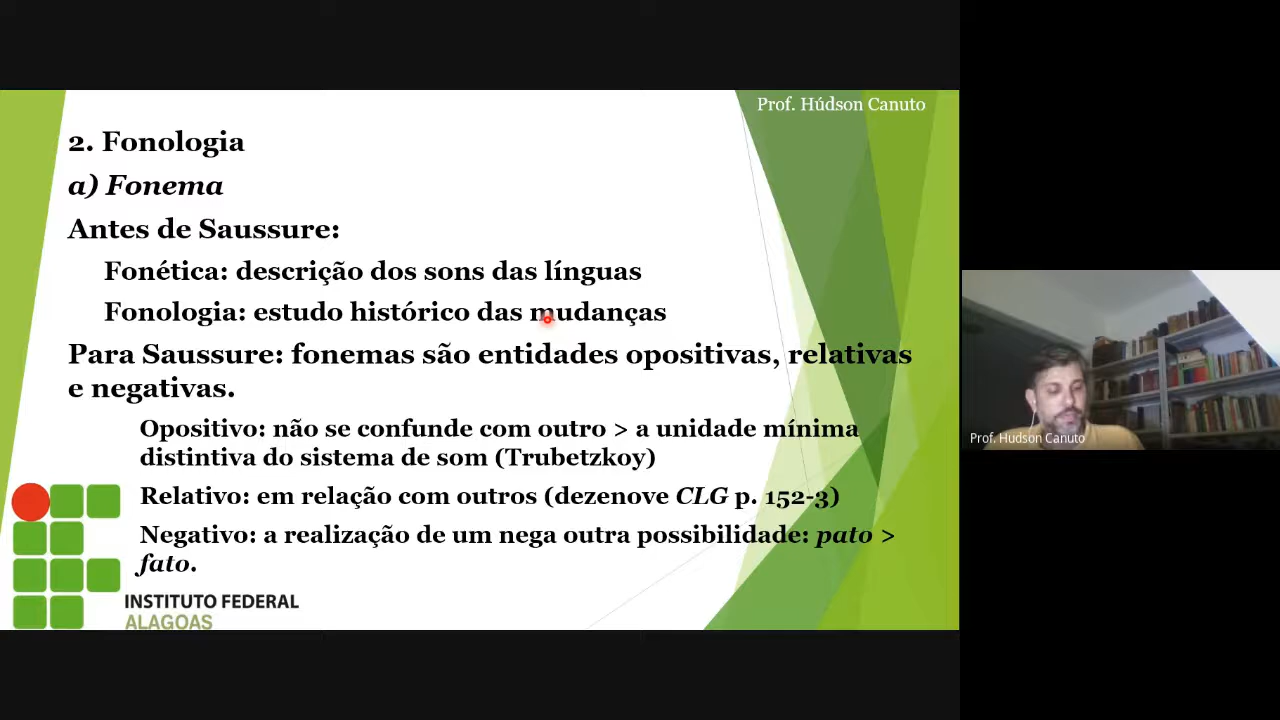 Prof. Húdson Canuto
2. Fonologia
a) Fonema
Antes de Saussure:
Fonética: descrição dos sons das línguas
Fonologia: estudo histórico das mudanças
Para Saussure: fonemas são entidades opositivas, relativas
e negativas.
Opositivo: não se confunde com outro > a unidade mínima
distintiva do sistema de som (Trubetzkoy)
Relativo: em relação com outros (dezenove CLG p. 152-3)
Negativo: a realização de um nega outra possibilidade: pato >
fato.
INSTITUTO FEDERAL
ALAGOAS
Prof. Hudson Canuto